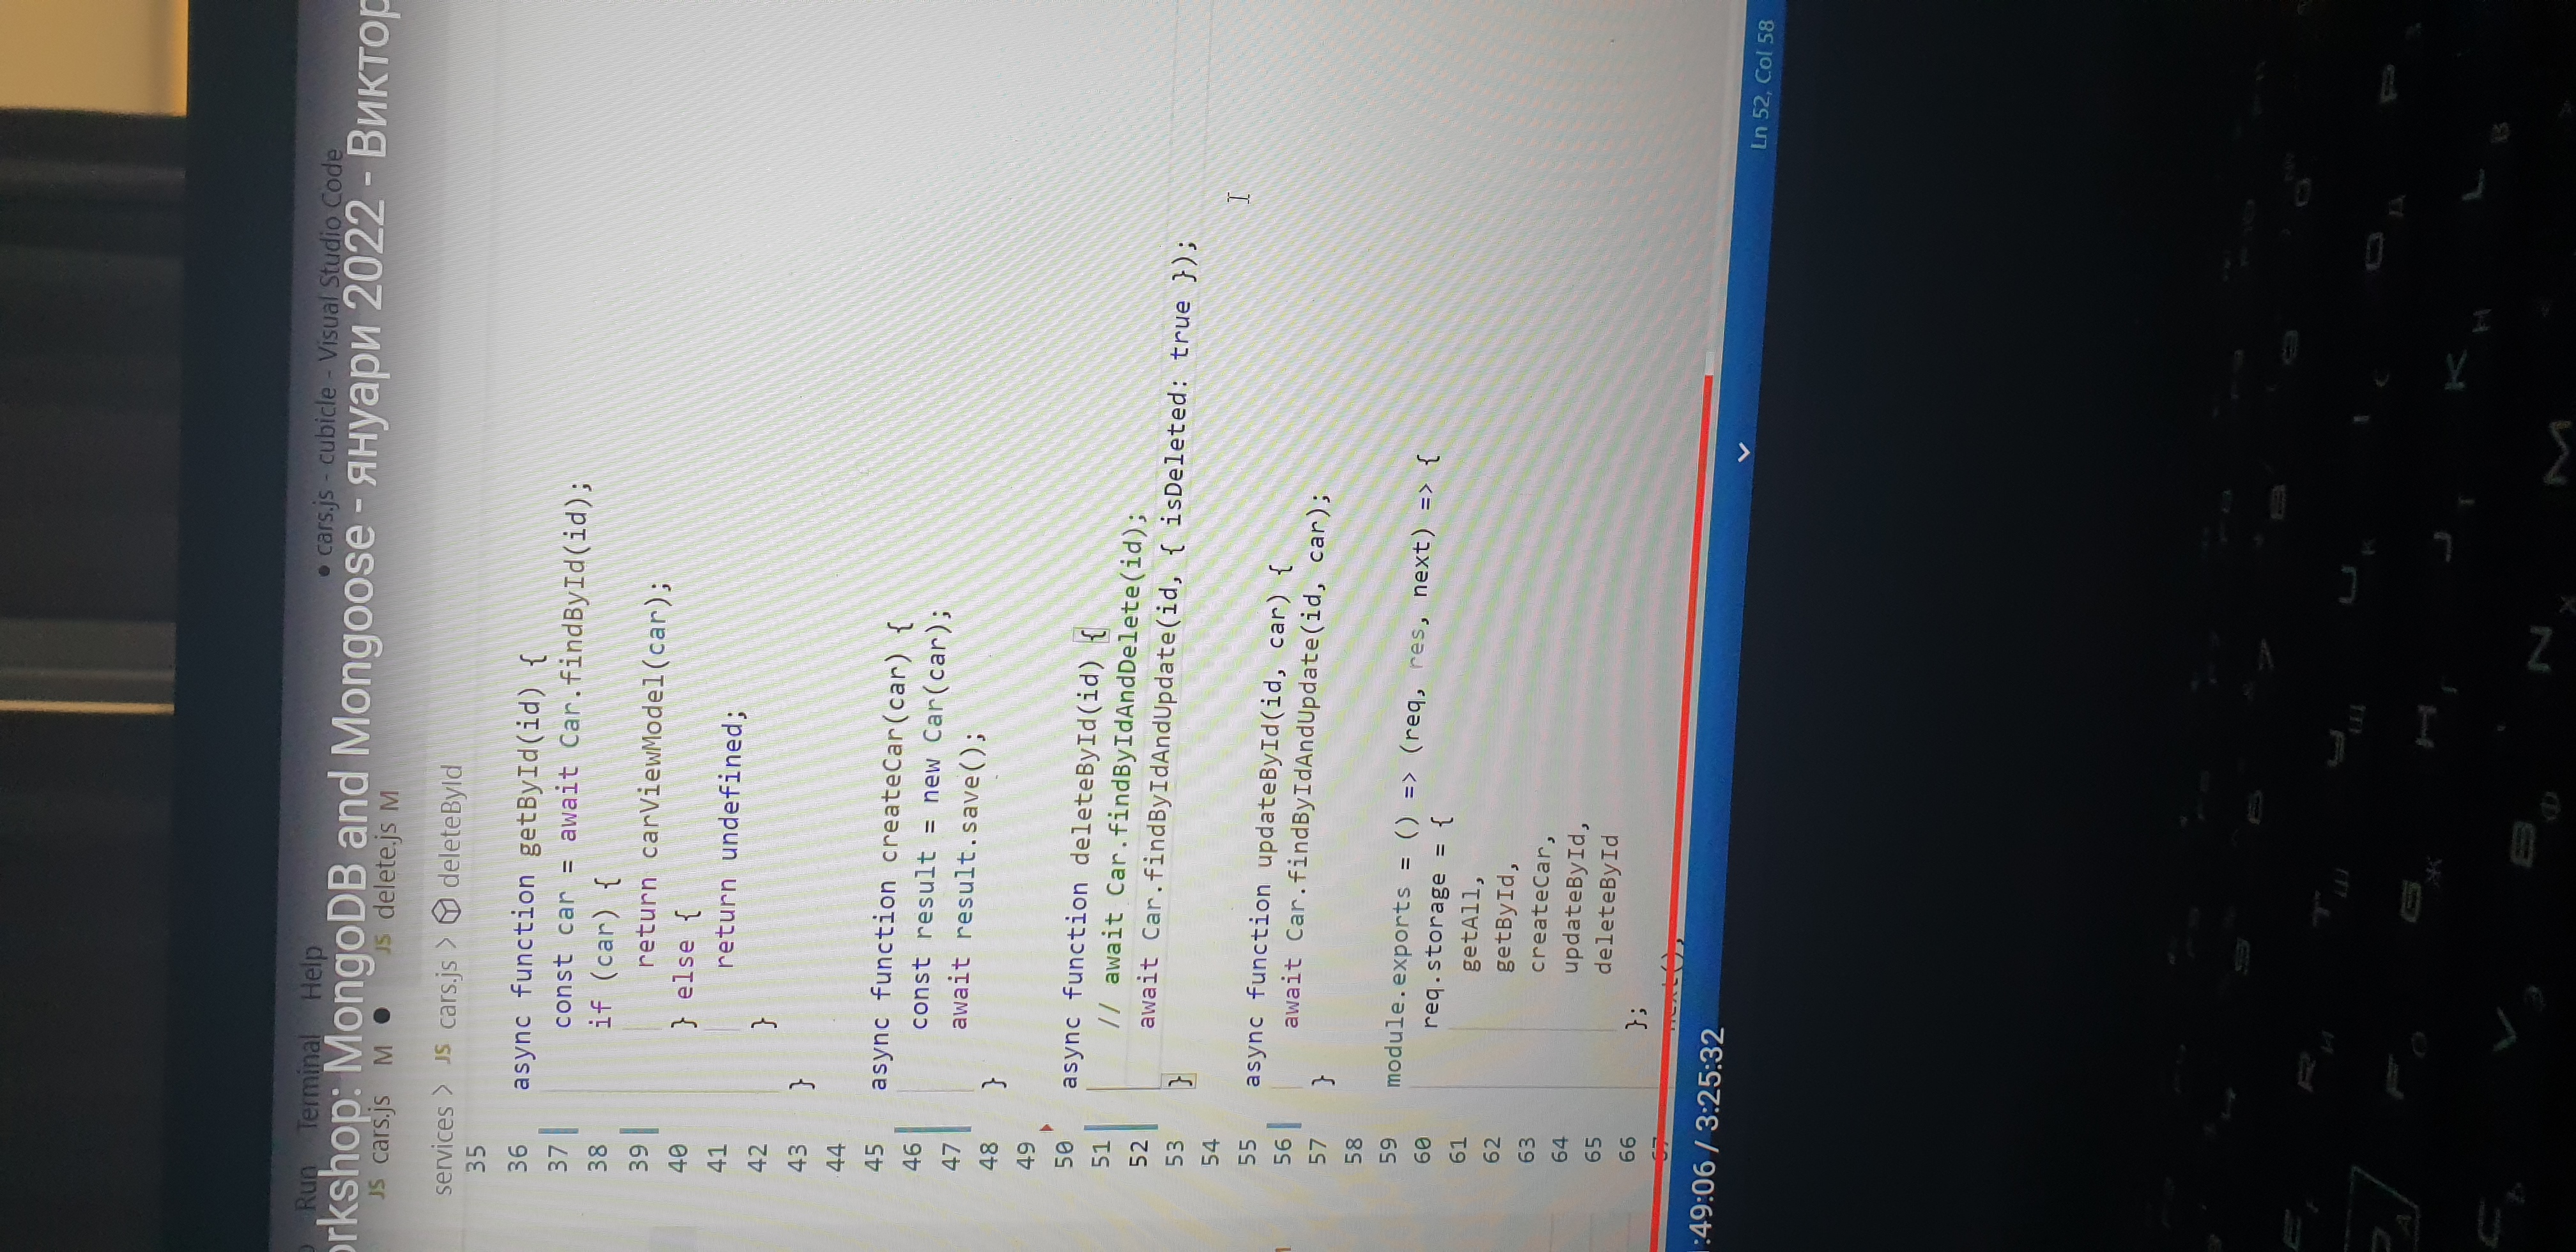 Run Terminal Help
● cars.js - cubicle - Visual Studio Code
orkshop: MongoDB and Mongoose - януари 2022 - Виктор
JS cars.js M ● JS delete.js M
services > JS cars.js > deleteById
35
36 async function getById(id) {
37 const car = await Car.findById(id);
38 if (car) {
39 return carViewModel(car);
40 } else {
41 return undefined;
42 }
43 }
44
45 async function createCar(car) {
46 const result = new Car(car);
47 await result.save();
48 }
49
50 async function deleteById(id) {
51 // await Car.findByIdAndDelete(id);
52 await Car.findByIdAndUpdate(id, { isDeleted: true });
53 }
54
55 async function updateById(id, car) {
56 await Car.findByIdAndUpdate(id, car);
57 }
58
59 module.exports = () => (req, res, next) => {
60 req.storage = {
61 getAll,
62 getById,
63 createCar,
64 updateById,
65 deleteById
66 };
67 next();
:49:06 / 3:25:32
Ln 52, Col 58